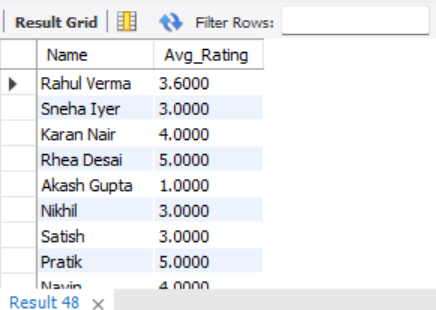 Result Grid Filter Rows:
Name Avg_Rating
Rahul Verma 3.6000
Sneha Iyer 3.0000
Karan Nair 4.0000
Rhea Desai 5.0000
Akash Gupta 1.0000
Nikhil 3.0000
Satish 3.0000
Pratik 5.0000
Navin 4.0000
Result 48 ×